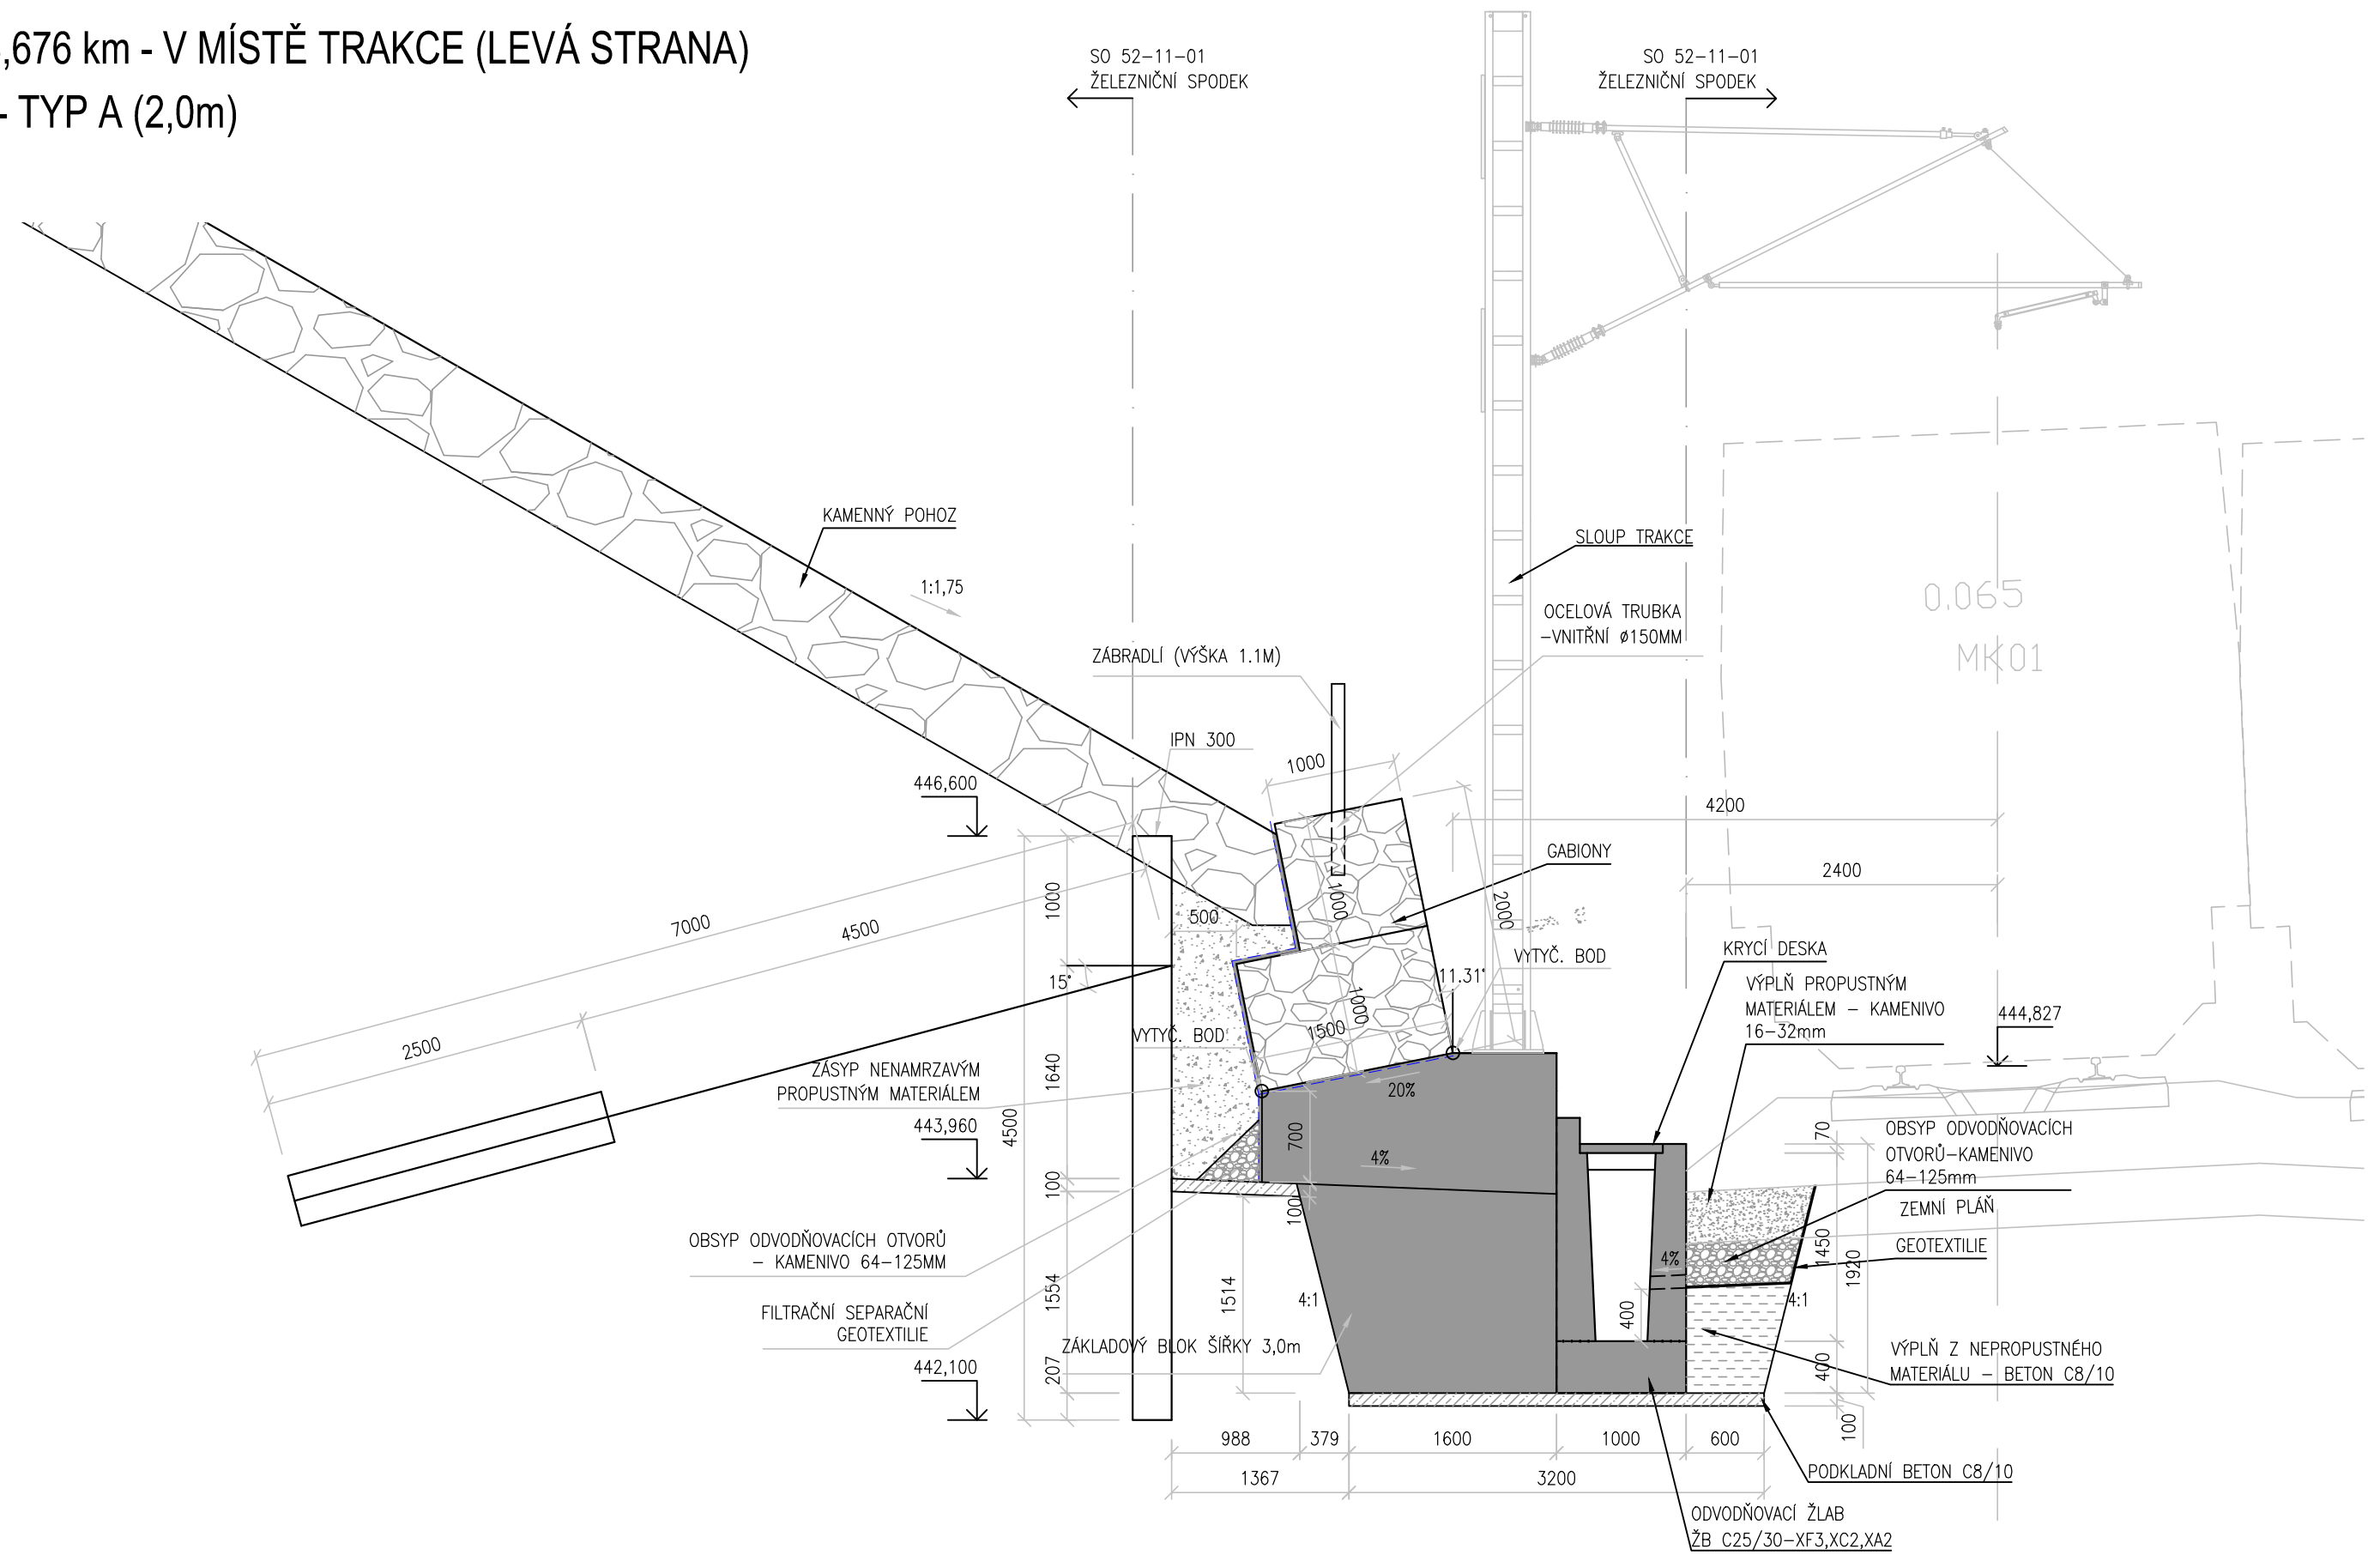 ,676 km - V MÍSTĚ TRAKCE (LEVÁ STRANA)
- TYP A (2,0m)
SO 52-11-01
ŽELEZNIČNÍ SPODEK
SO 52-11-01
ŽELEZNIČNÍ SPODEK
KAMENNÝ POHOZ
1:1,75
SLOUP TRAKCE
0.065
MK01
OCELOVÁ TRUBKA
-VNITŘNÍ Ø150MM
ZÁBRADLÍ (VÝŠKA 1.1M)
IPN 300
1000
446,600
4200
GABIONY
2400
7000
4500
1000
500
1000
2000
KRYCÍ DESKA
VYTYČ. BOD
11.31°
15°
VÝPLŇ PROPUSTNÝM
MATERIÁLEM - KAMENIVO
16-32mm
444,827
2500
1000
1500
VYTYČ. BOD
ZÁSYP NENAMRZAVÝM
PROPUSTNÝM MATERIÁLEM
1640
20%
443,960
4500
700
4%
70
OBSYP ODVODŇOVACÍCH
OTVORŮ-KAMENIVO
64-125mm
100
100
ZEMNÍ PLÁŇ
OBSYP ODVODŇOVACÍCH OTVORŮ
- KAMENIVO 64-125MM
4%
1450
1920
GEOTEXTILIE
1554
1514
4:1
400
4:1
FILTRAČNÍ SEPARAČNÍ
GEOTEXTILIE
ZÁKLADOVÝ BLOK ŠÍŘKY 3,0m
442,100
207
400
VÝPLŇ Z NEPROPUSTNÉHO
MATERIÁLU - BETON C8/10
100
988
379
1600
1000
600
1367
3200
PODKLADNÍ BETON C8/10
ODVODŇOVACÍ ŽLAB
ŽB C25/30-XF3,XC2,XA2